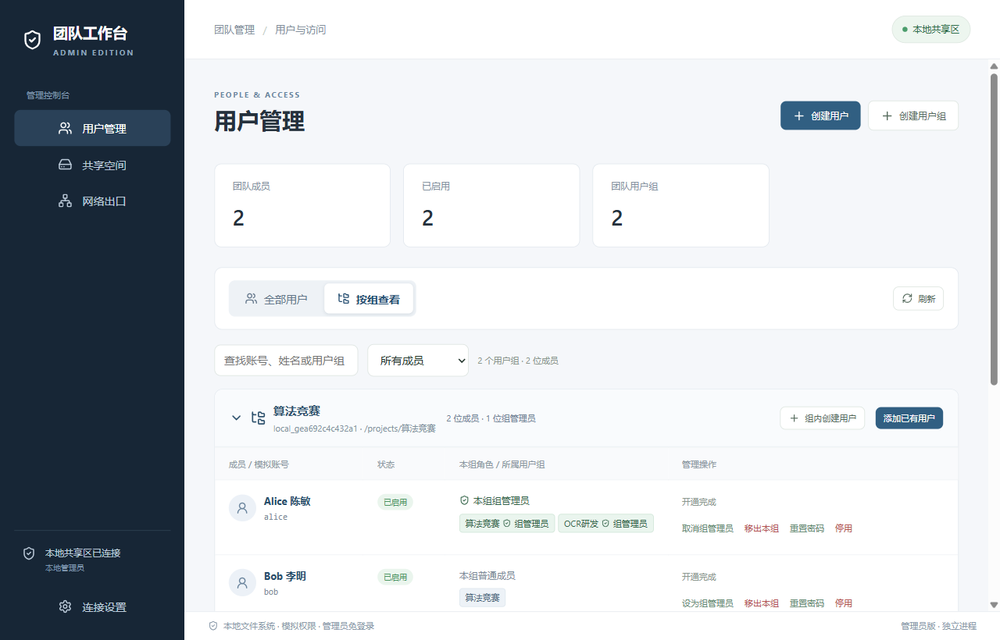 团队工作台
ADMIN EDITION
管理控制台
用户管理
共享空间
网络出口
本地共享区已连接
本地管理员
连接设置
团队管理 / 用户与访问
本地共享区
PEOPLE & ACCESS
用户管理
创建用户
创建用户组
团队成员
2
已启用
2
团队用户组
2
全部用户
按组查看
刷新
查找账号、姓名或用户组
所有成员
2 个用户组 · 2 位成员
算法竞赛
local_gea692c4c432a1 · /projects/算法竞赛
2 位成员 · 1 位组管理员
组内创建用户
添加已有用户
成员 / 模拟账号 状态 本组角色 / 所属用户组 管理操作
Alice 陈敏
alice
已启用
本组组管理员
算法竞赛 组管理员 OCR研发 组管理员
开通完成
取消组管理员 移出本组 重置密码 停用
Bob 李明
bob
已启用
本组普通成员
算法竞赛
开通完成
设为组管理员 移出本组 重置密码 停用
本地文件系统 · 模拟权限 · 管理员免登录
管理员版 · 独立进程